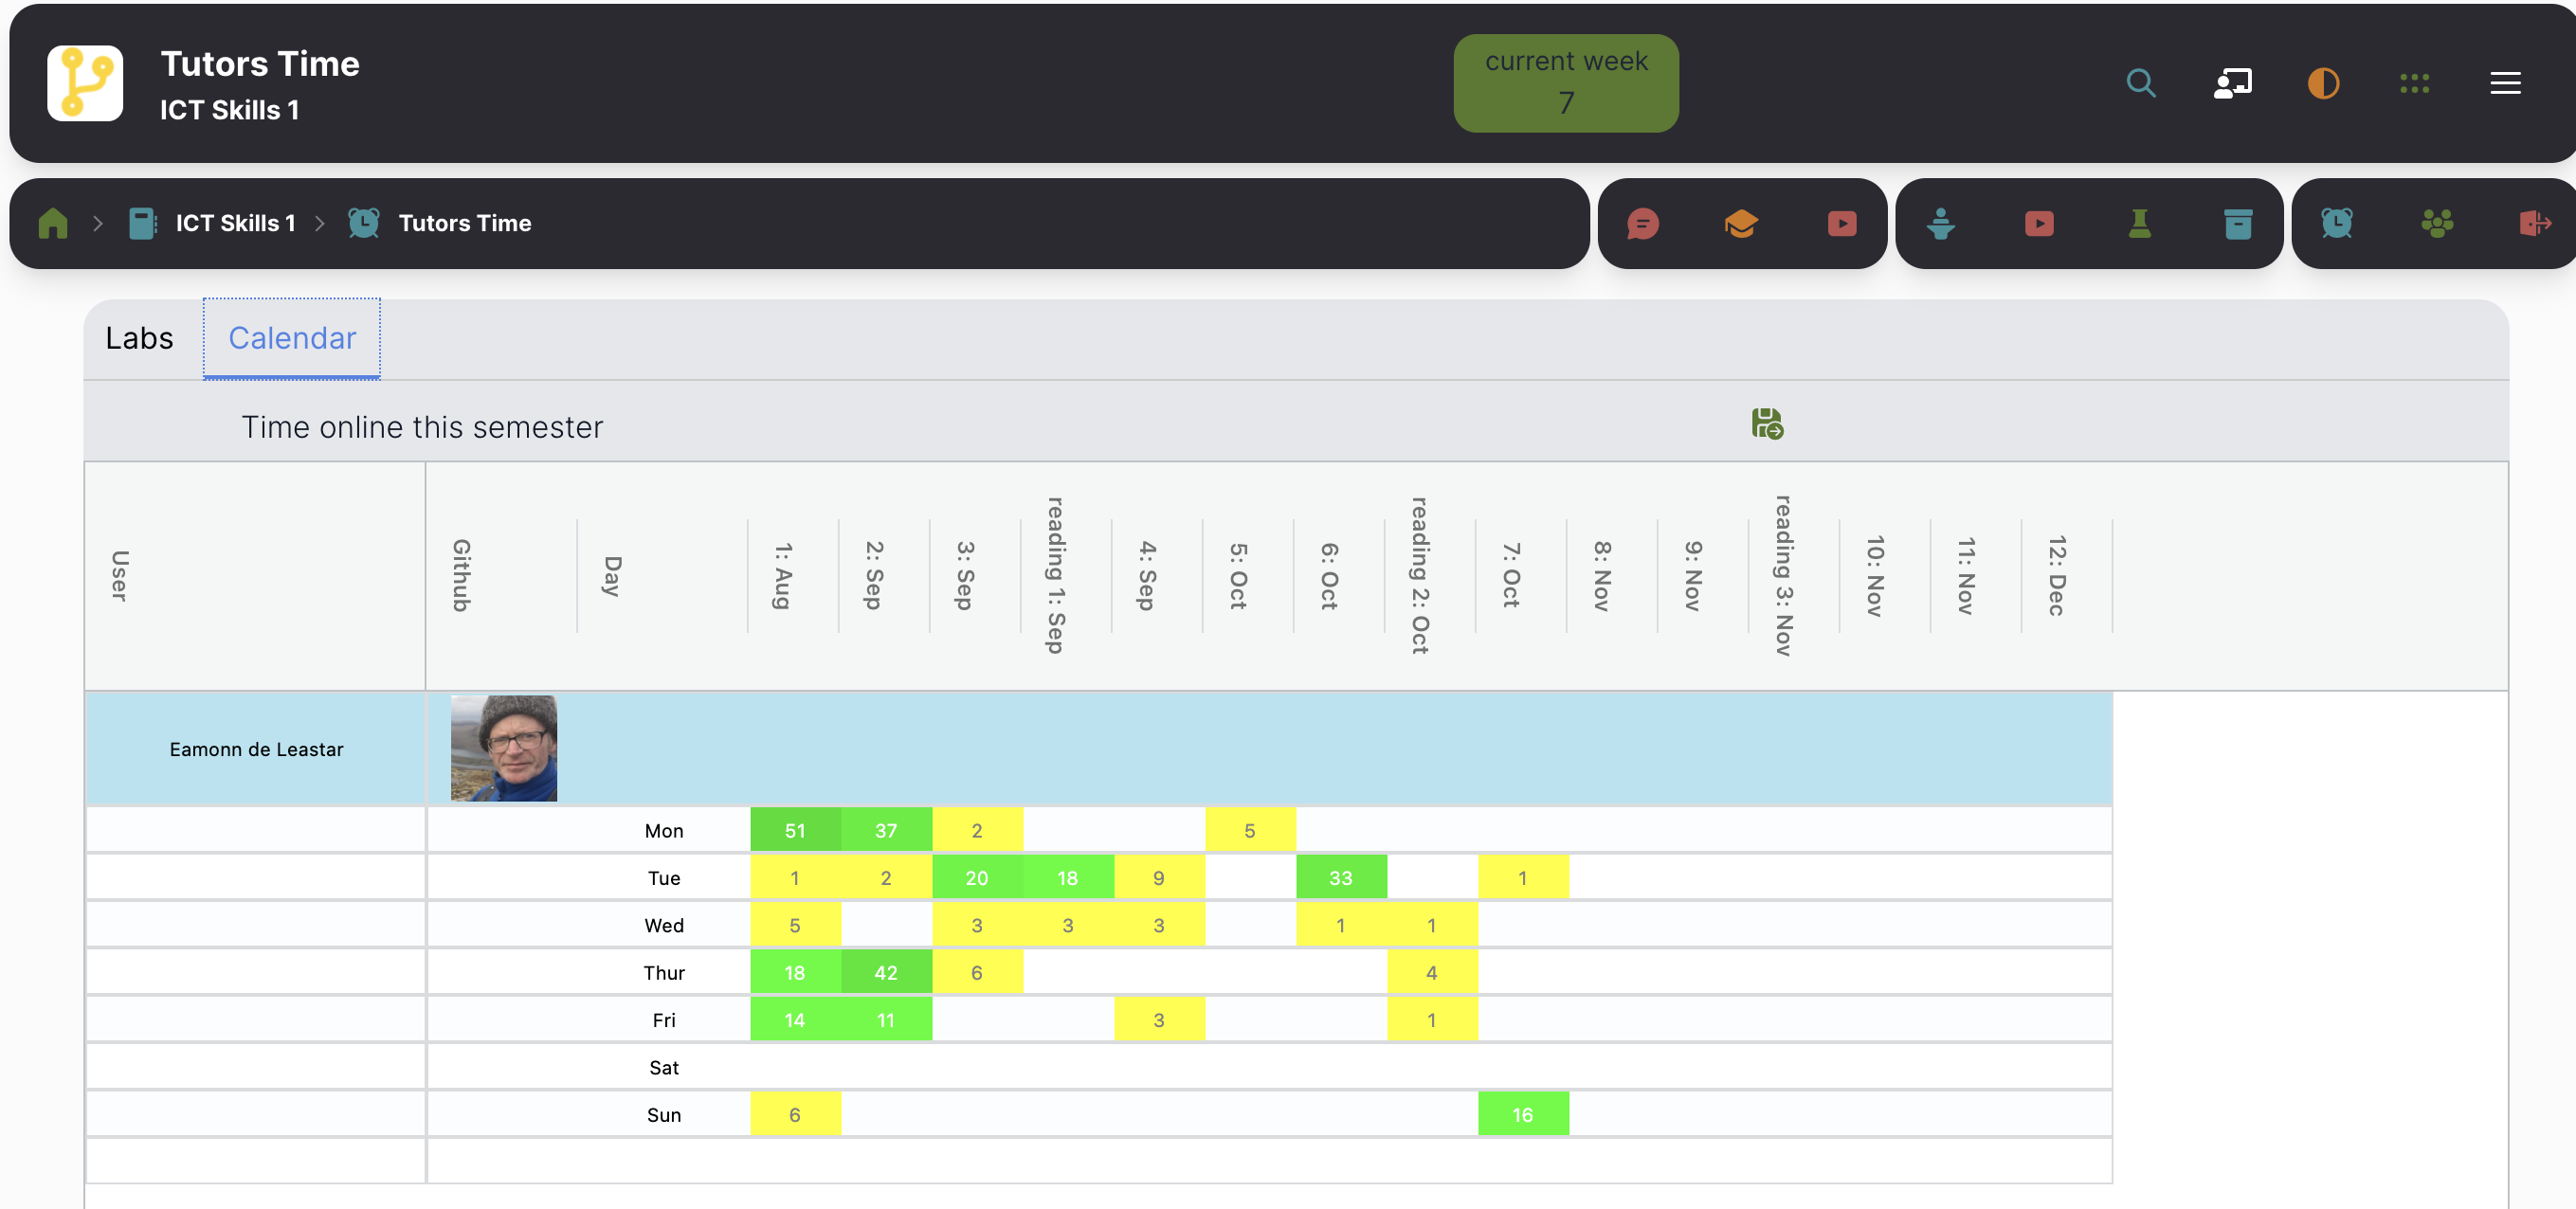 Tutors Time
ICT Skills 1
current week
7
ICT Skills 1
Tutors Time
Labs
Calendar
Time online this semester
User
Github
Day
1: Aug
2: Sep
3: Sep
reading 1: Sep
4: Sep
5: Oct
6: Oct
reading 2: Oct
7: Oct
8: Nov
9: Nov
reading 3: Nov
10: Nov
11: Nov
12: Dec
Eamonn de Leastar
Mon 51 37 2 5
Tue 1 2 20 18 9 33 1
Wed 5 3 3 3 1 1
Thur 18 42 6 4
Fri 14 11 3 1
Sat
Sun 6 16